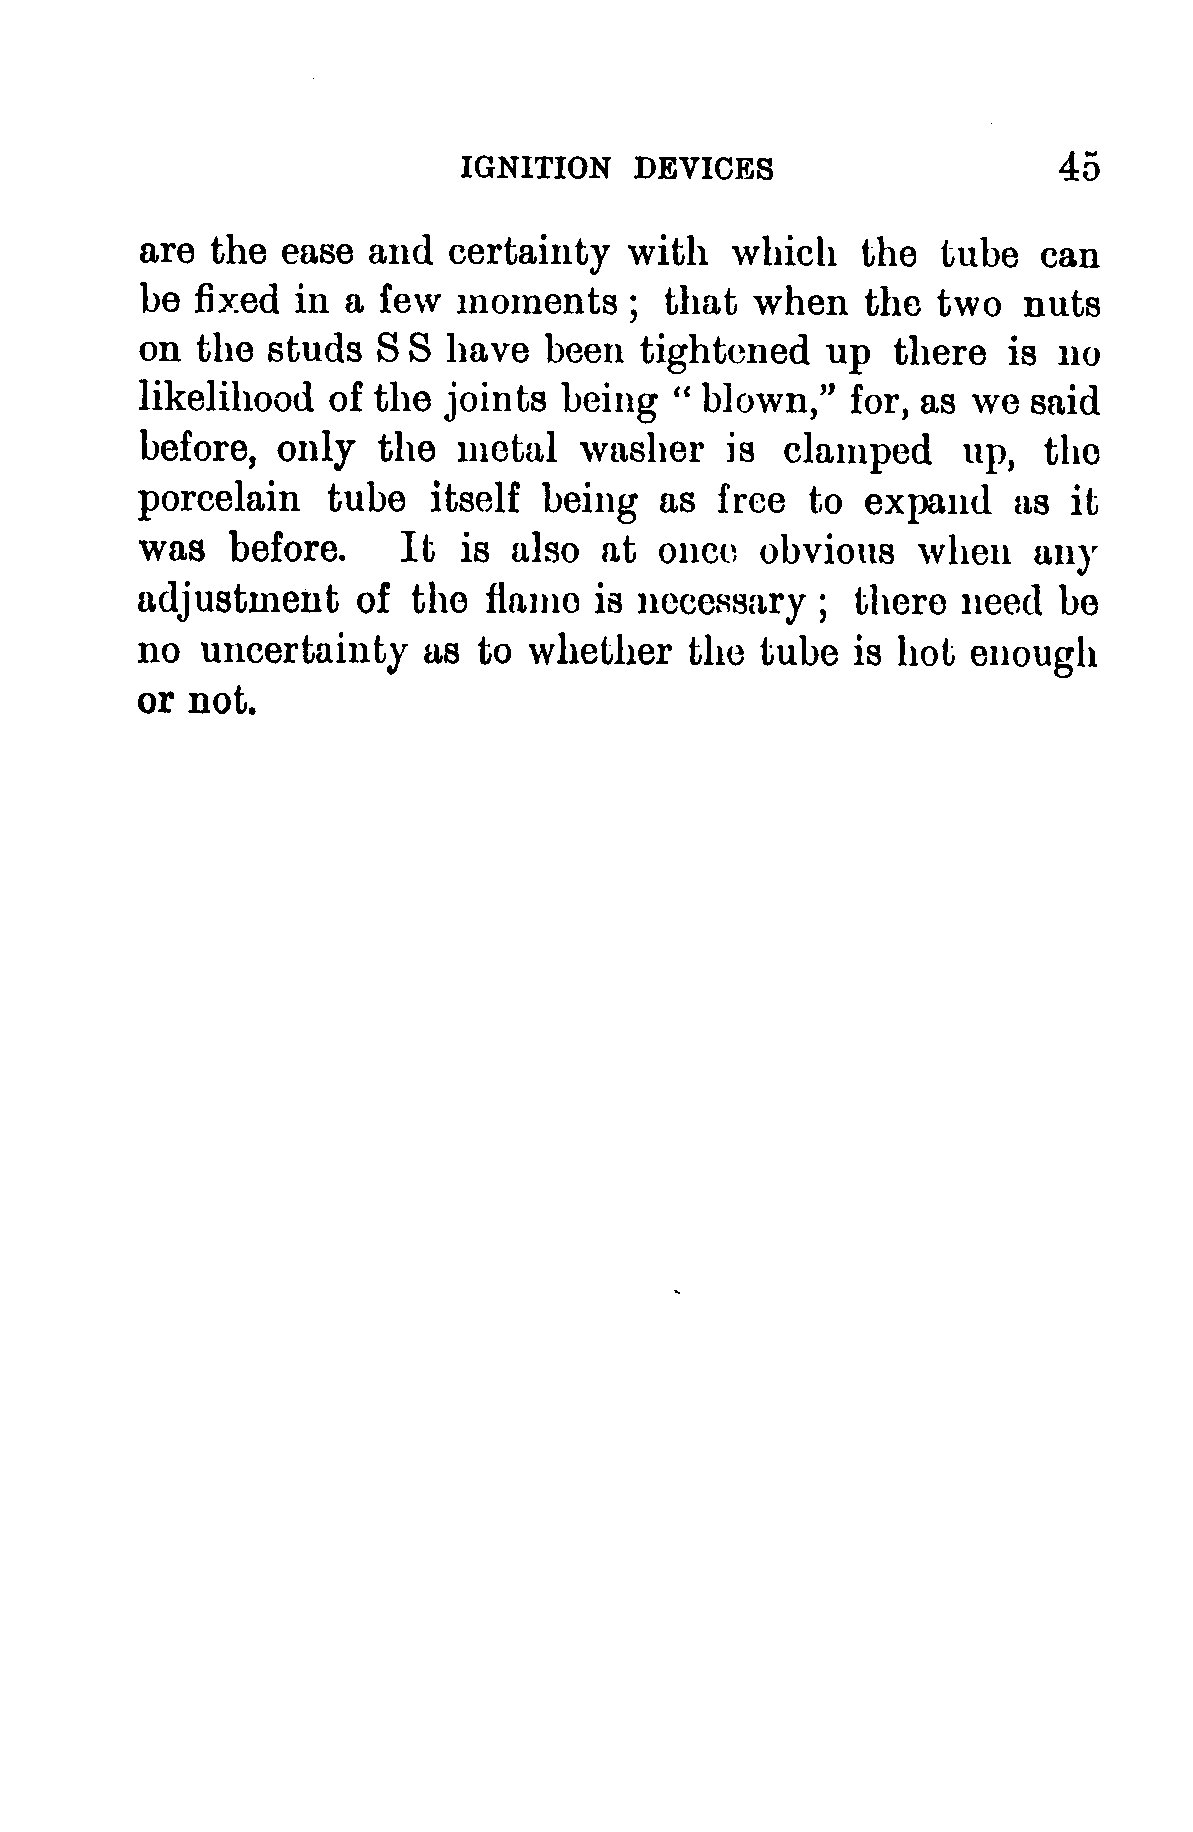 IGNITION DEVICES 45
are the ease and certainty with which the tube can
be fixed in a few moments ; that when the two nuts
on the studs S S have been tightened up there is no
likelihood of the joints being “ blown,” for, as we said
before, only the metal washer is clamped up, the
porcelain tube itself being as free to expand as it
was before. It is also at once obvious when any
adjustment of the flame is necessary ; there need be
no uncertainty as to whether the tube is hot enough
or not.